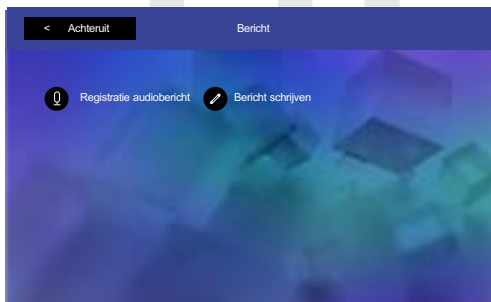 < Achteruit
Bericht
Registratie audiobericht
Bericht schrijven